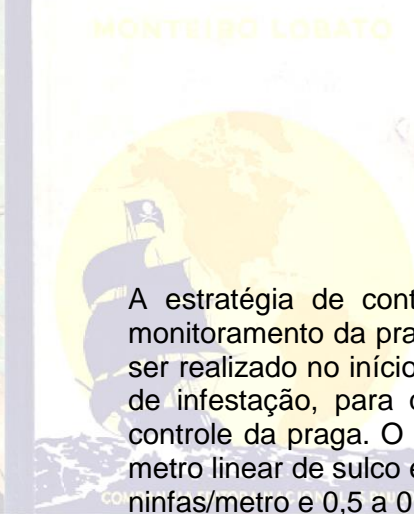 MONTEIRO LOBATO
A estratégia de cont
monitoramento da pra
ser realizado no início
de infestação, para
controle da praga. O
metro linear de sulco
ninfas/metro e 0,5 a 0